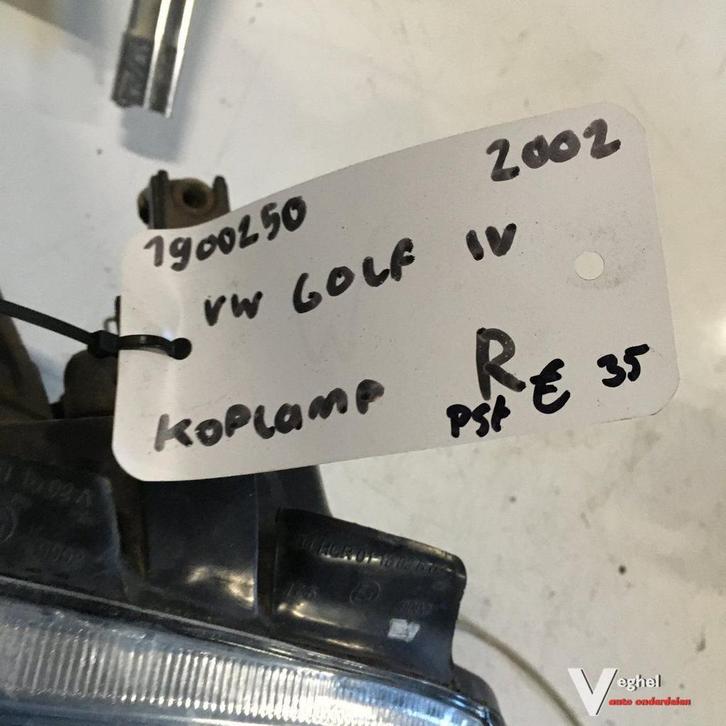 2002
1900250
VW GOLF IV
R € 35
KOPLAMP PST
Veghel
auto onderdelen